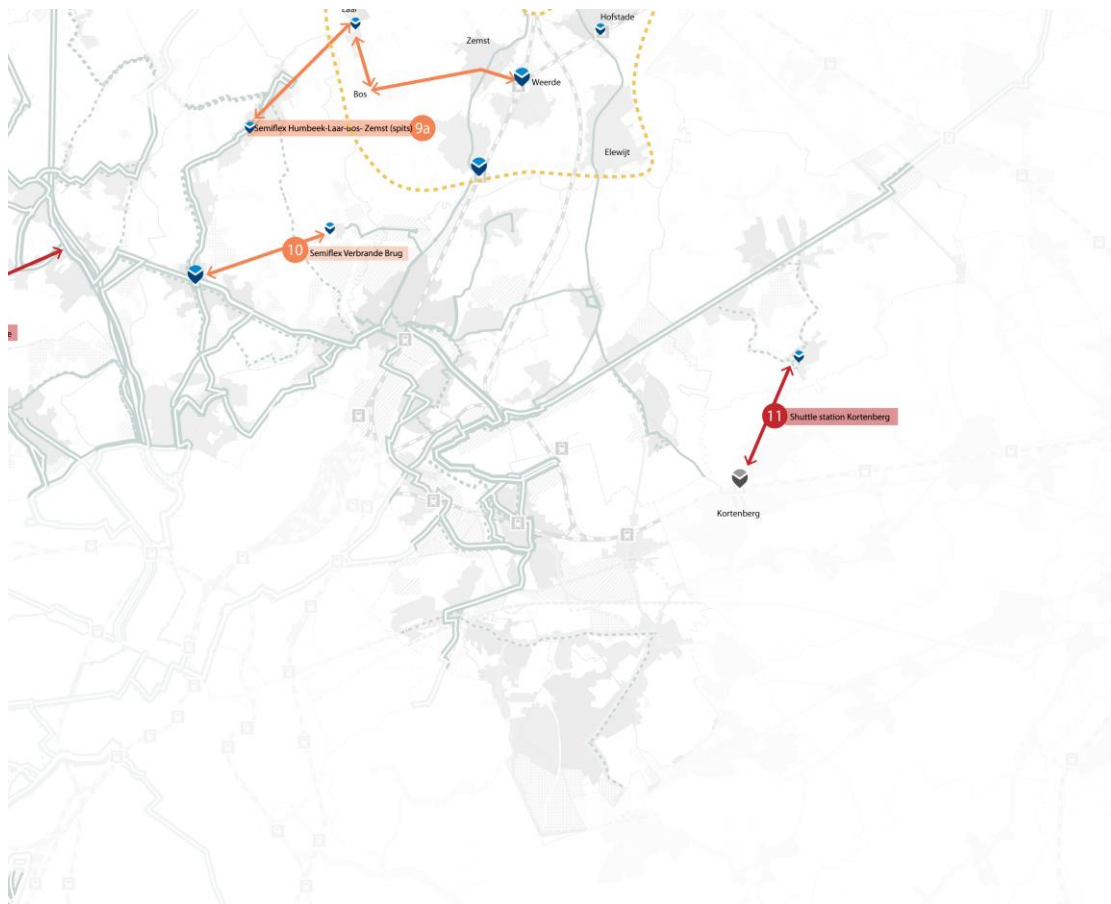 Laar
Hofstade
Zemst
Weerde
Bos
Semiflex Humbeek-Laar-Bos- Zemst (spits) 9a
Elewijt
10 Semiflex Verbrande Brug
e
11 Shuttle station Kortenberg
Kortenberg